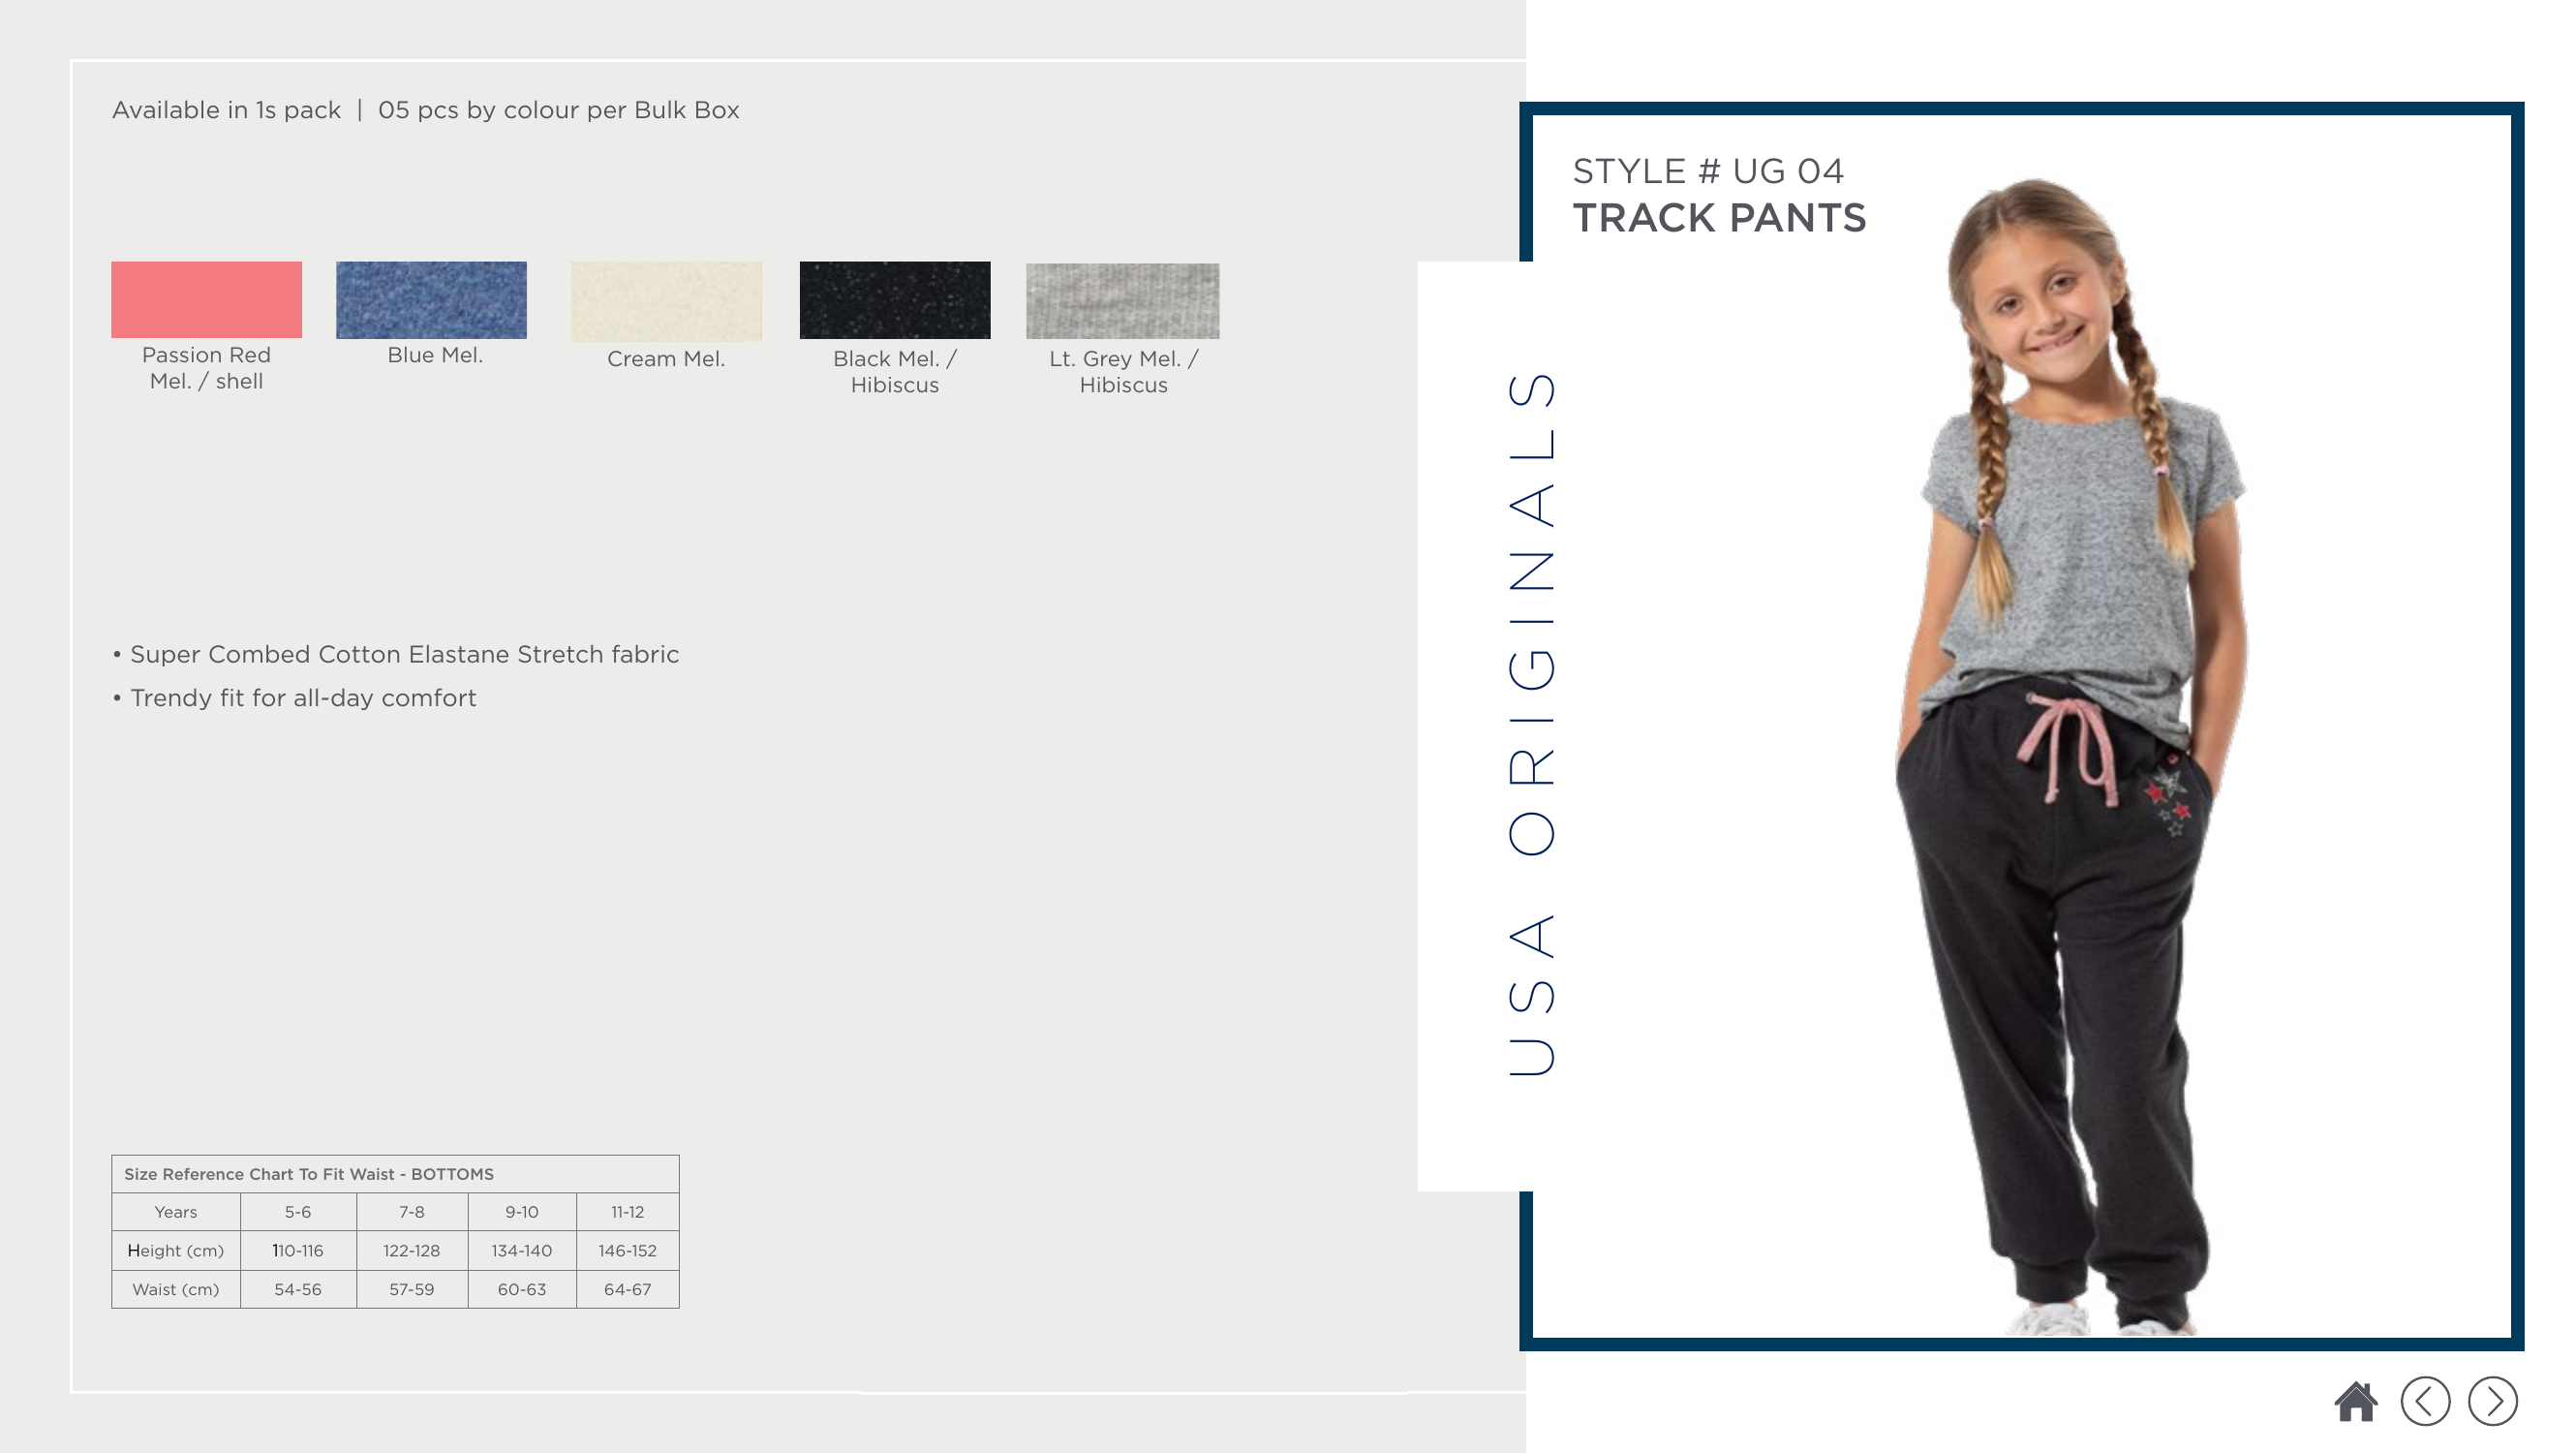 Available in 1s pack | 05 pcs by colour per Bulk Box
Passion Red
Mel. / shell
Blue Mel.
Cream Mel.
Black Mel. /
Hibiscus
Lt. Grey Mel. /
Hibiscus
• Super Combed Cotton Elastane Stretch fabric
• Trendy fit for all-day comfort
Size Reference Chart To Fit Waist - BOTTOMS
Years 5-6 7-8 9-10 11-12
Height (cm) 110-116 122-128 134-140 146-152
Waist (cm) 54-56 57-59 60-63 64-67
USA ORIGINALS
STYLE # UG 04
TRACK PANTS